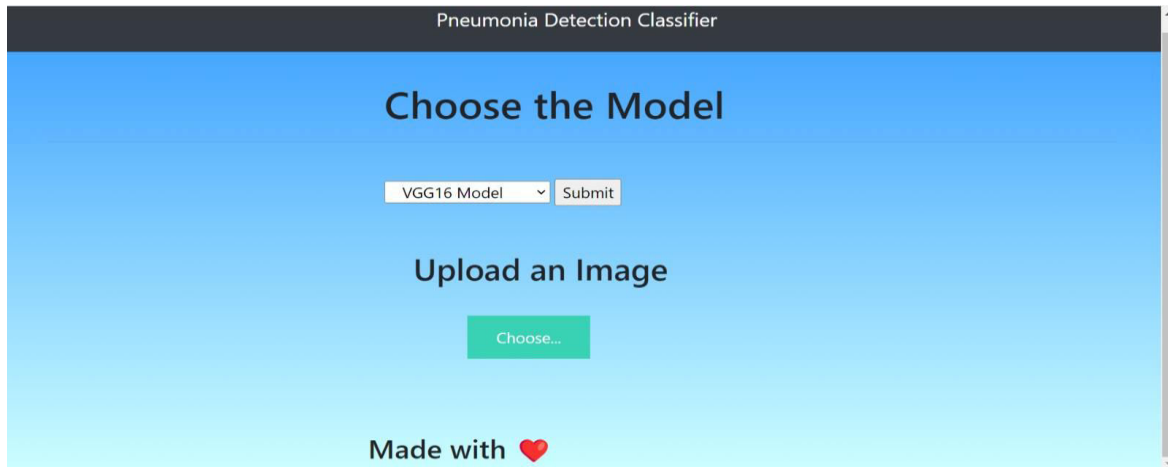 Pneumonia Detection Classifier
Choose the Model
VGG16 Model Submit
Upload an Image
Choose...
Made with ❤️